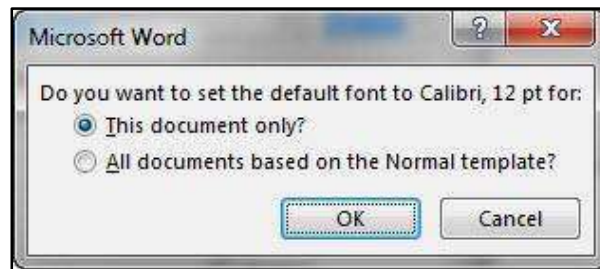 Microsoft Word
?
Do you want to set the default font to Calibri, 12 pt for:
This document only?
All documents based on the Normal template?
OK
Cancel